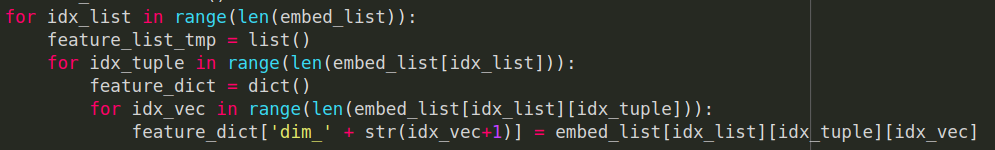 for idx_list in range(len(embed_list)):
    feature_list_tmp = list()
    for idx_tuple in range(len(embed_list[idx_list])):
        feature_dict = dict()
        for idx_vec in range(len(embed_list[idx_list][idx_tuple])):
            feature_dict['dim_' + str(idx_vec+1)] = embed_list[idx_list][idx_tuple][idx_vec]